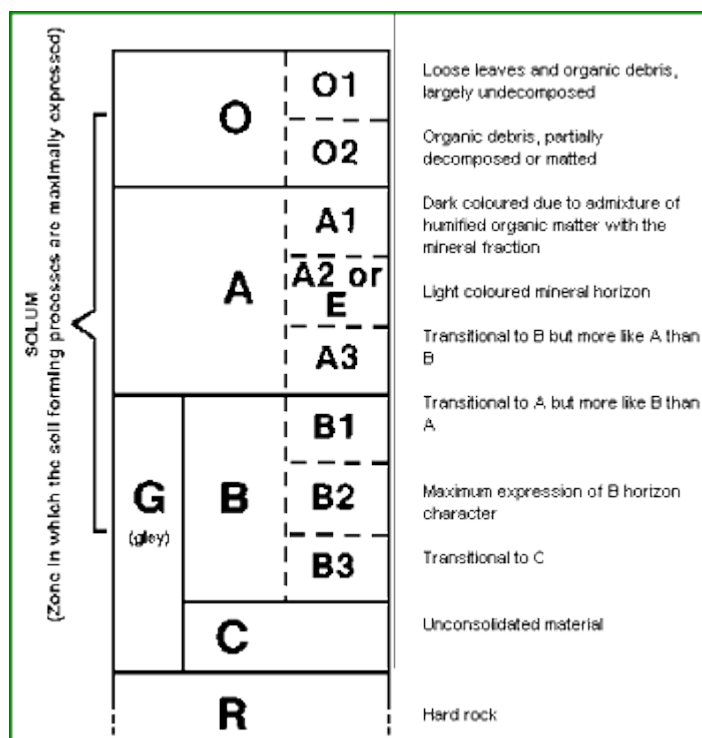 SOLUM
(Zone in which the soil forming processes are maximally expressed)
O
O1
Loose leaves and organic debris,
largely undecomposed
O2
Organic debris, partially
decomposed or matted
A
A1
Dark coloured due to admixture of
humified organic matter with the
mineral fraction
A2 or
E
Light coloured mineral horizon
A3
Transitional to B but more like A than
B
G
(gley)
B
B1
Transitional to A but more like B than
A
B2
Maximum expression of B horizon
character
B3
Transitional to C
C
Unconsolidated material
R
Hard rock